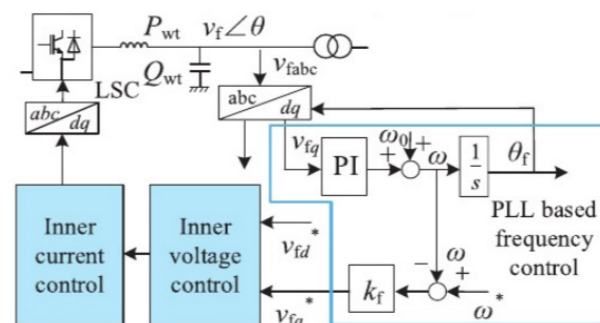 P_wt v_f∠θ
Q_wt
v_fabc
LSC
abc
dq
abc
dq
v_fq
PI
ω_0
+
+
ω
1
s
θ_f
PLL based
frequency
control
Inner
current
control
Inner
voltage
control
v_fd*
v_fq*
k_f
−
ω
+
ω*